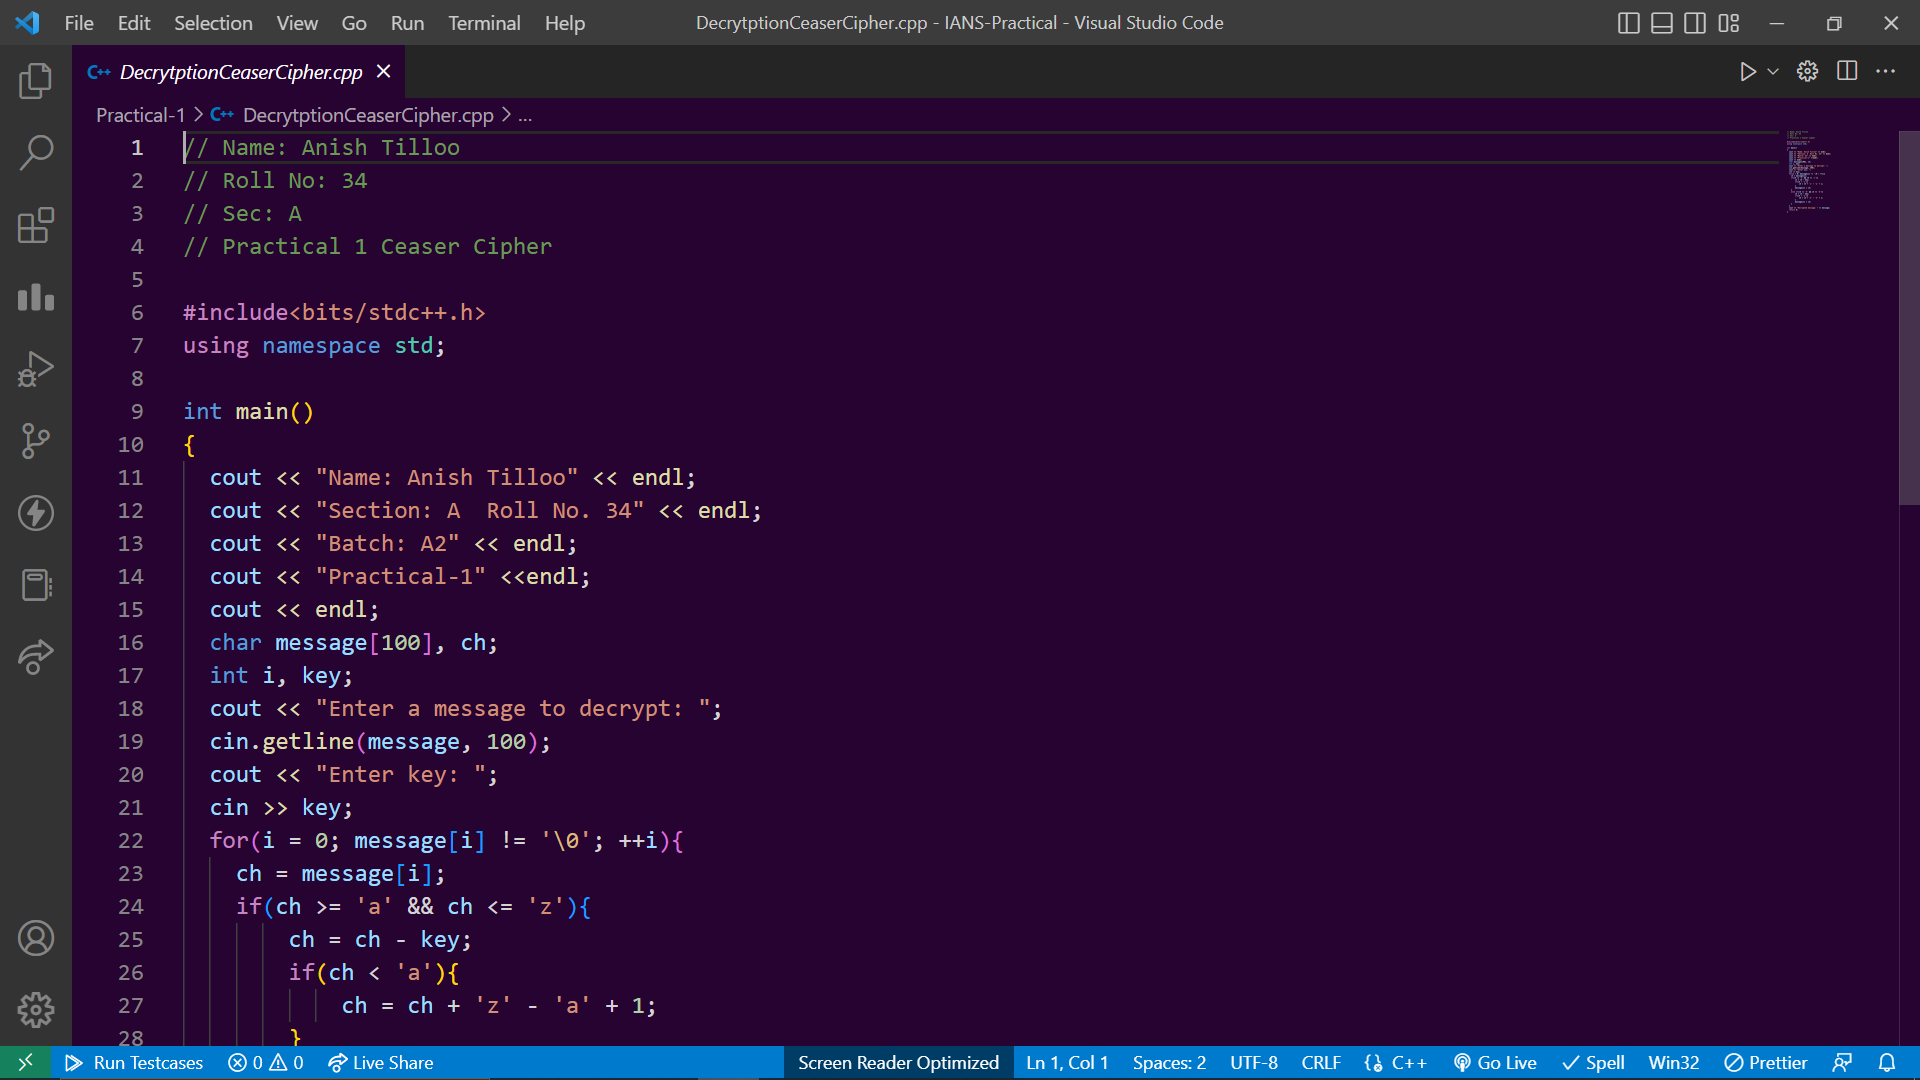 File Edit Selection View Go Run Terminal Help DecrytptionCeaserCipher.cpp - IANS-Practical - Visual Studio Code
C++ DecrytptionCeaserCipher.cpp
Practical-1 > C++ DecrytptionCeaserCipher.cpp > ...
1 // Name: Anish Tilloo
2 // Roll No: 34
3 // Sec: A
4 // Practical 1 Ceaser Cipher
5
6 #include<bits/stdc++.h>
7 using namespace std;
8
9 int main()
10 {
11 cout << "Name: Anish Tilloo" << endl;
12 cout << "Section: A  Roll No. 34" << endl;
13 cout << "Batch: A2" << endl;
14 cout << "Practical-1" <<endl;
15 cout << endl;
16 char message[100], ch;
17 int i, key;
18 cout << "Enter a message to decrypt: ";
19 cin.getline(message, 100);
20 cout << "Enter key: ";
21 cin >> key;
22 for(i = 0; message[i] != '\0'; ++i){
23 ch = message[i];
24 if(ch >= 'a' && ch <= 'z'){
25 ch = ch - key;
26 if(ch < 'a'){
27 ch = ch + 'z' - 'a' + 1;
28 }
Run Testcases 0 0 Live Share Screen Reader Optimized Ln 1, Col 1 Spaces: 2 UTF-8 CRLF C++ Go Live Spell Win32 Prettier